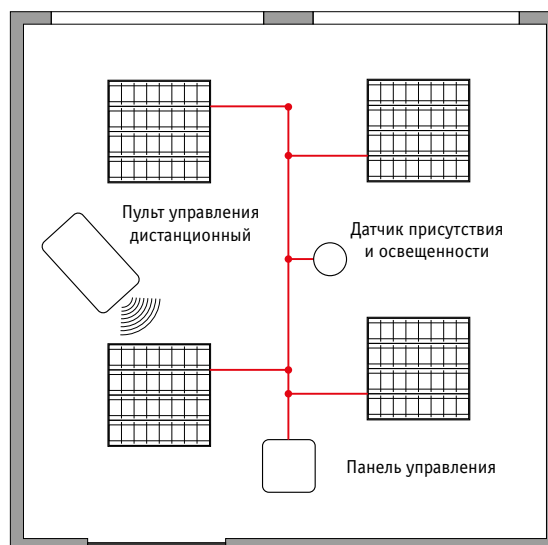 Пульт управления
дистанционный
Датчик присутствия
и освещенности
Панель управления